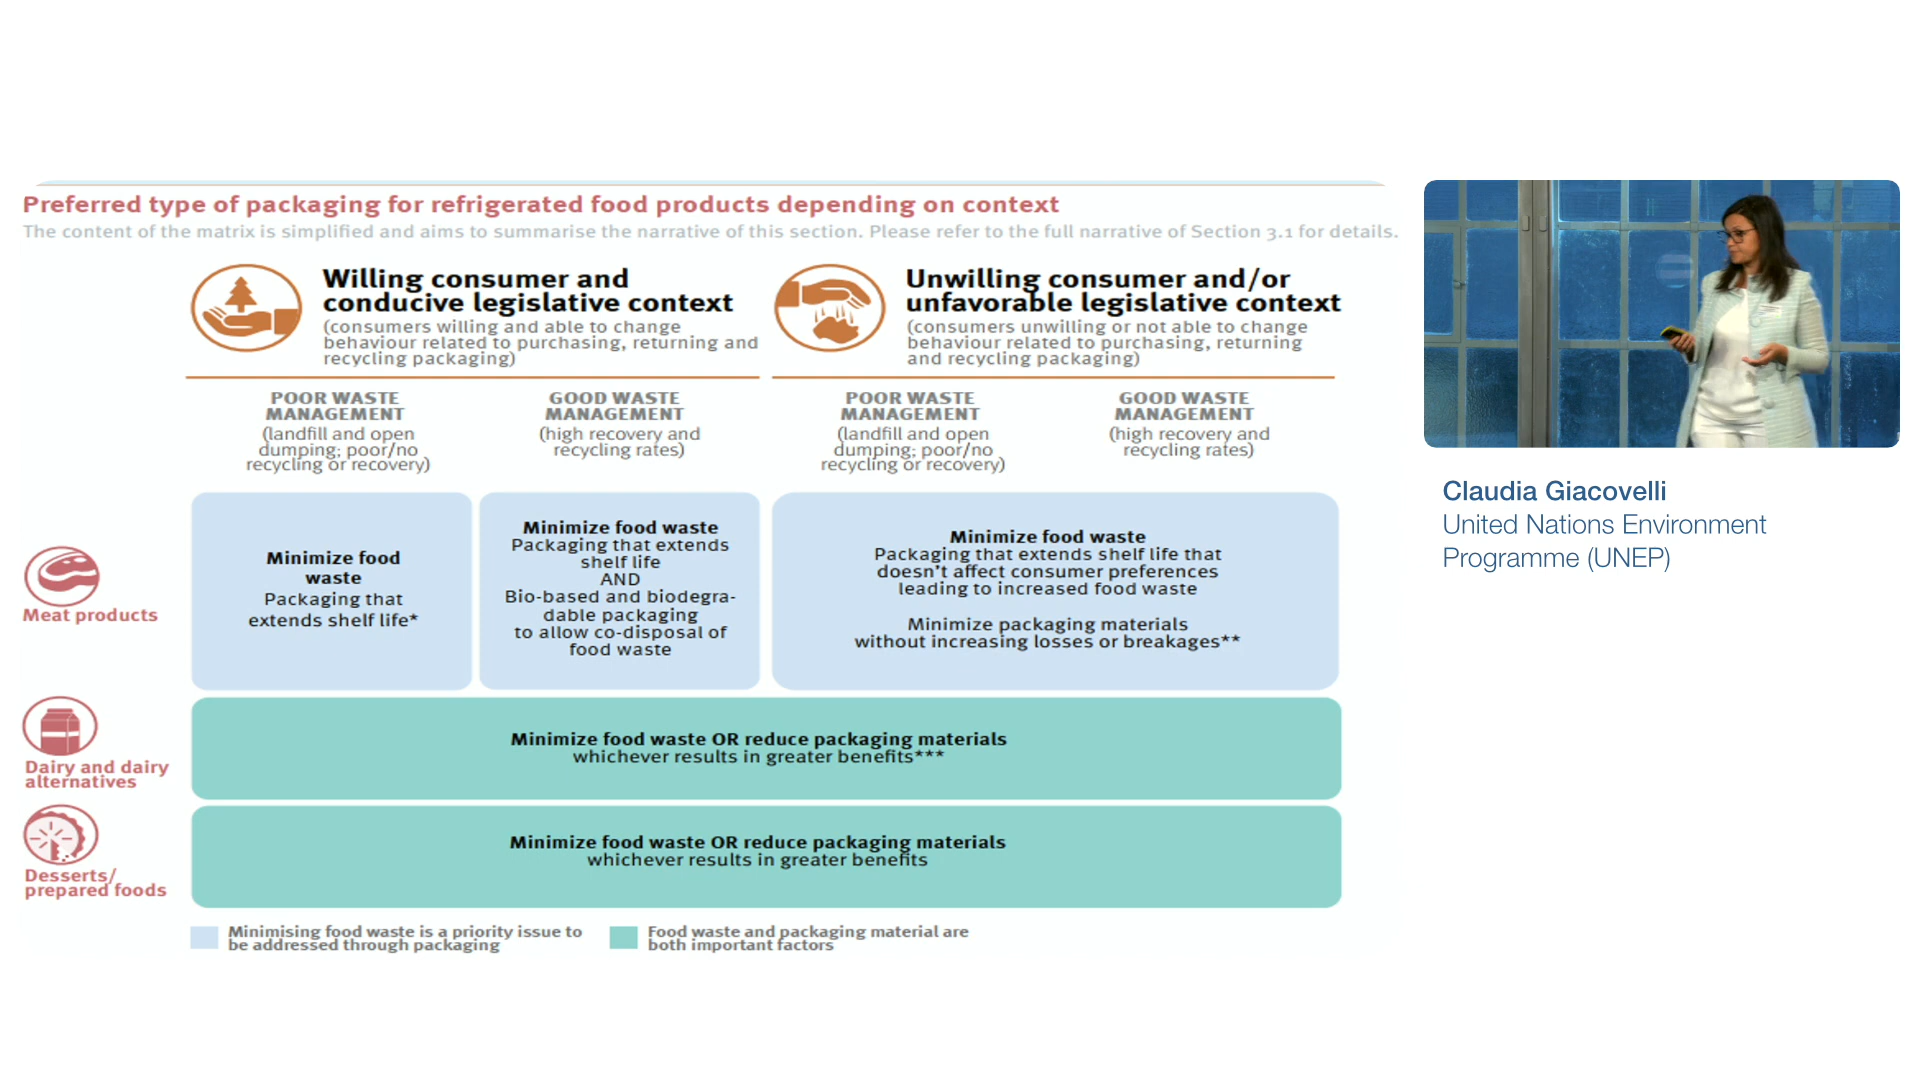 Preferred type of packaging for refrigerated food products depending on context
The content of the matrix is simplified and aims to summarise the narrative of this section. Please refer to the full narrative of Section 3.1 for details.
Willing consumer and
conducive legislative context
(consumers willing and able to change
behaviour related to purchasing, returning and
recycling packaging)
Unwilling consumer and/or
unfavorable legislative context
(consumers unwilling or not able to change
behaviour related to purchasing, returning
and recycling packaging)
POOR WASTE
MANAGEMENT
(landfill and open
dumping; poor/no
recycling or recovery)
GOOD WASTE
MANAGEMENT
(high recovery and
recycling rates)
POOR WASTE
MANAGEMENT
(landfill and open
dumping; poor/no
recycling or recovery)
GOOD WASTE
MANAGEMENT
(high recovery and
recycling rates)
Meat products
Minimize food
waste
Packaging that
extends shelf life*
Minimize food waste
Packaging that extends
shelf life
AND
Bio-based and biodegra-
dable packaging
to allow co-disposal of
food waste
Minimize food waste
Packaging that extends shelf life that
doesn't affect consumer preferences
leading to increased food waste
Minimize packaging materials
without increasing losses or breakages**
Dairy and dairy
alternatives
Minimize food waste OR reduce packaging materials
whichever results in greater benefits***
Desserts/
prepared foods
Minimize food waste OR reduce packaging materials
whichever results in greater benefits
Minimising food waste is a priority issue to
be addressed through packaging
Food waste and packaging material are
both important factors
Claudia Giacovelli
United Nations Environment
Programme (UNEP)